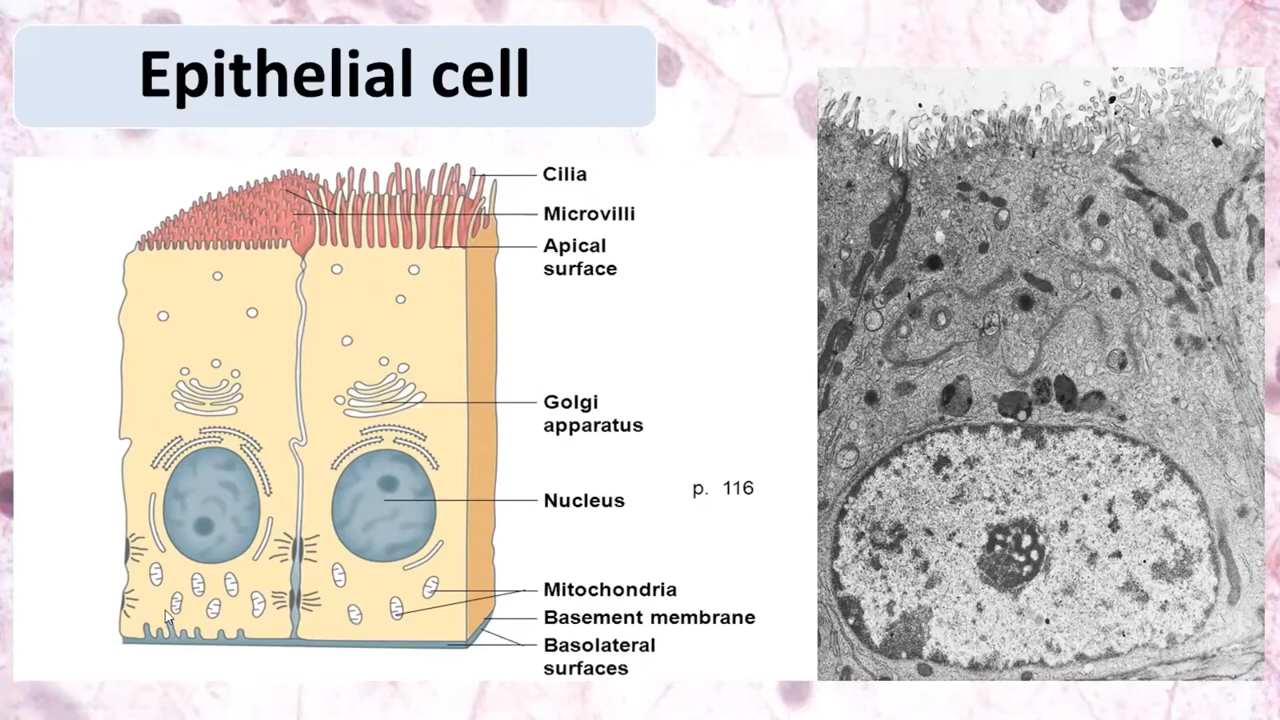 Epithelial cell
Cilia
Microvilli
Apical
surface
Golgi
apparatus
Nucleus
p. 116
Mitochondria
Basement membrane
Basolateral
surfaces